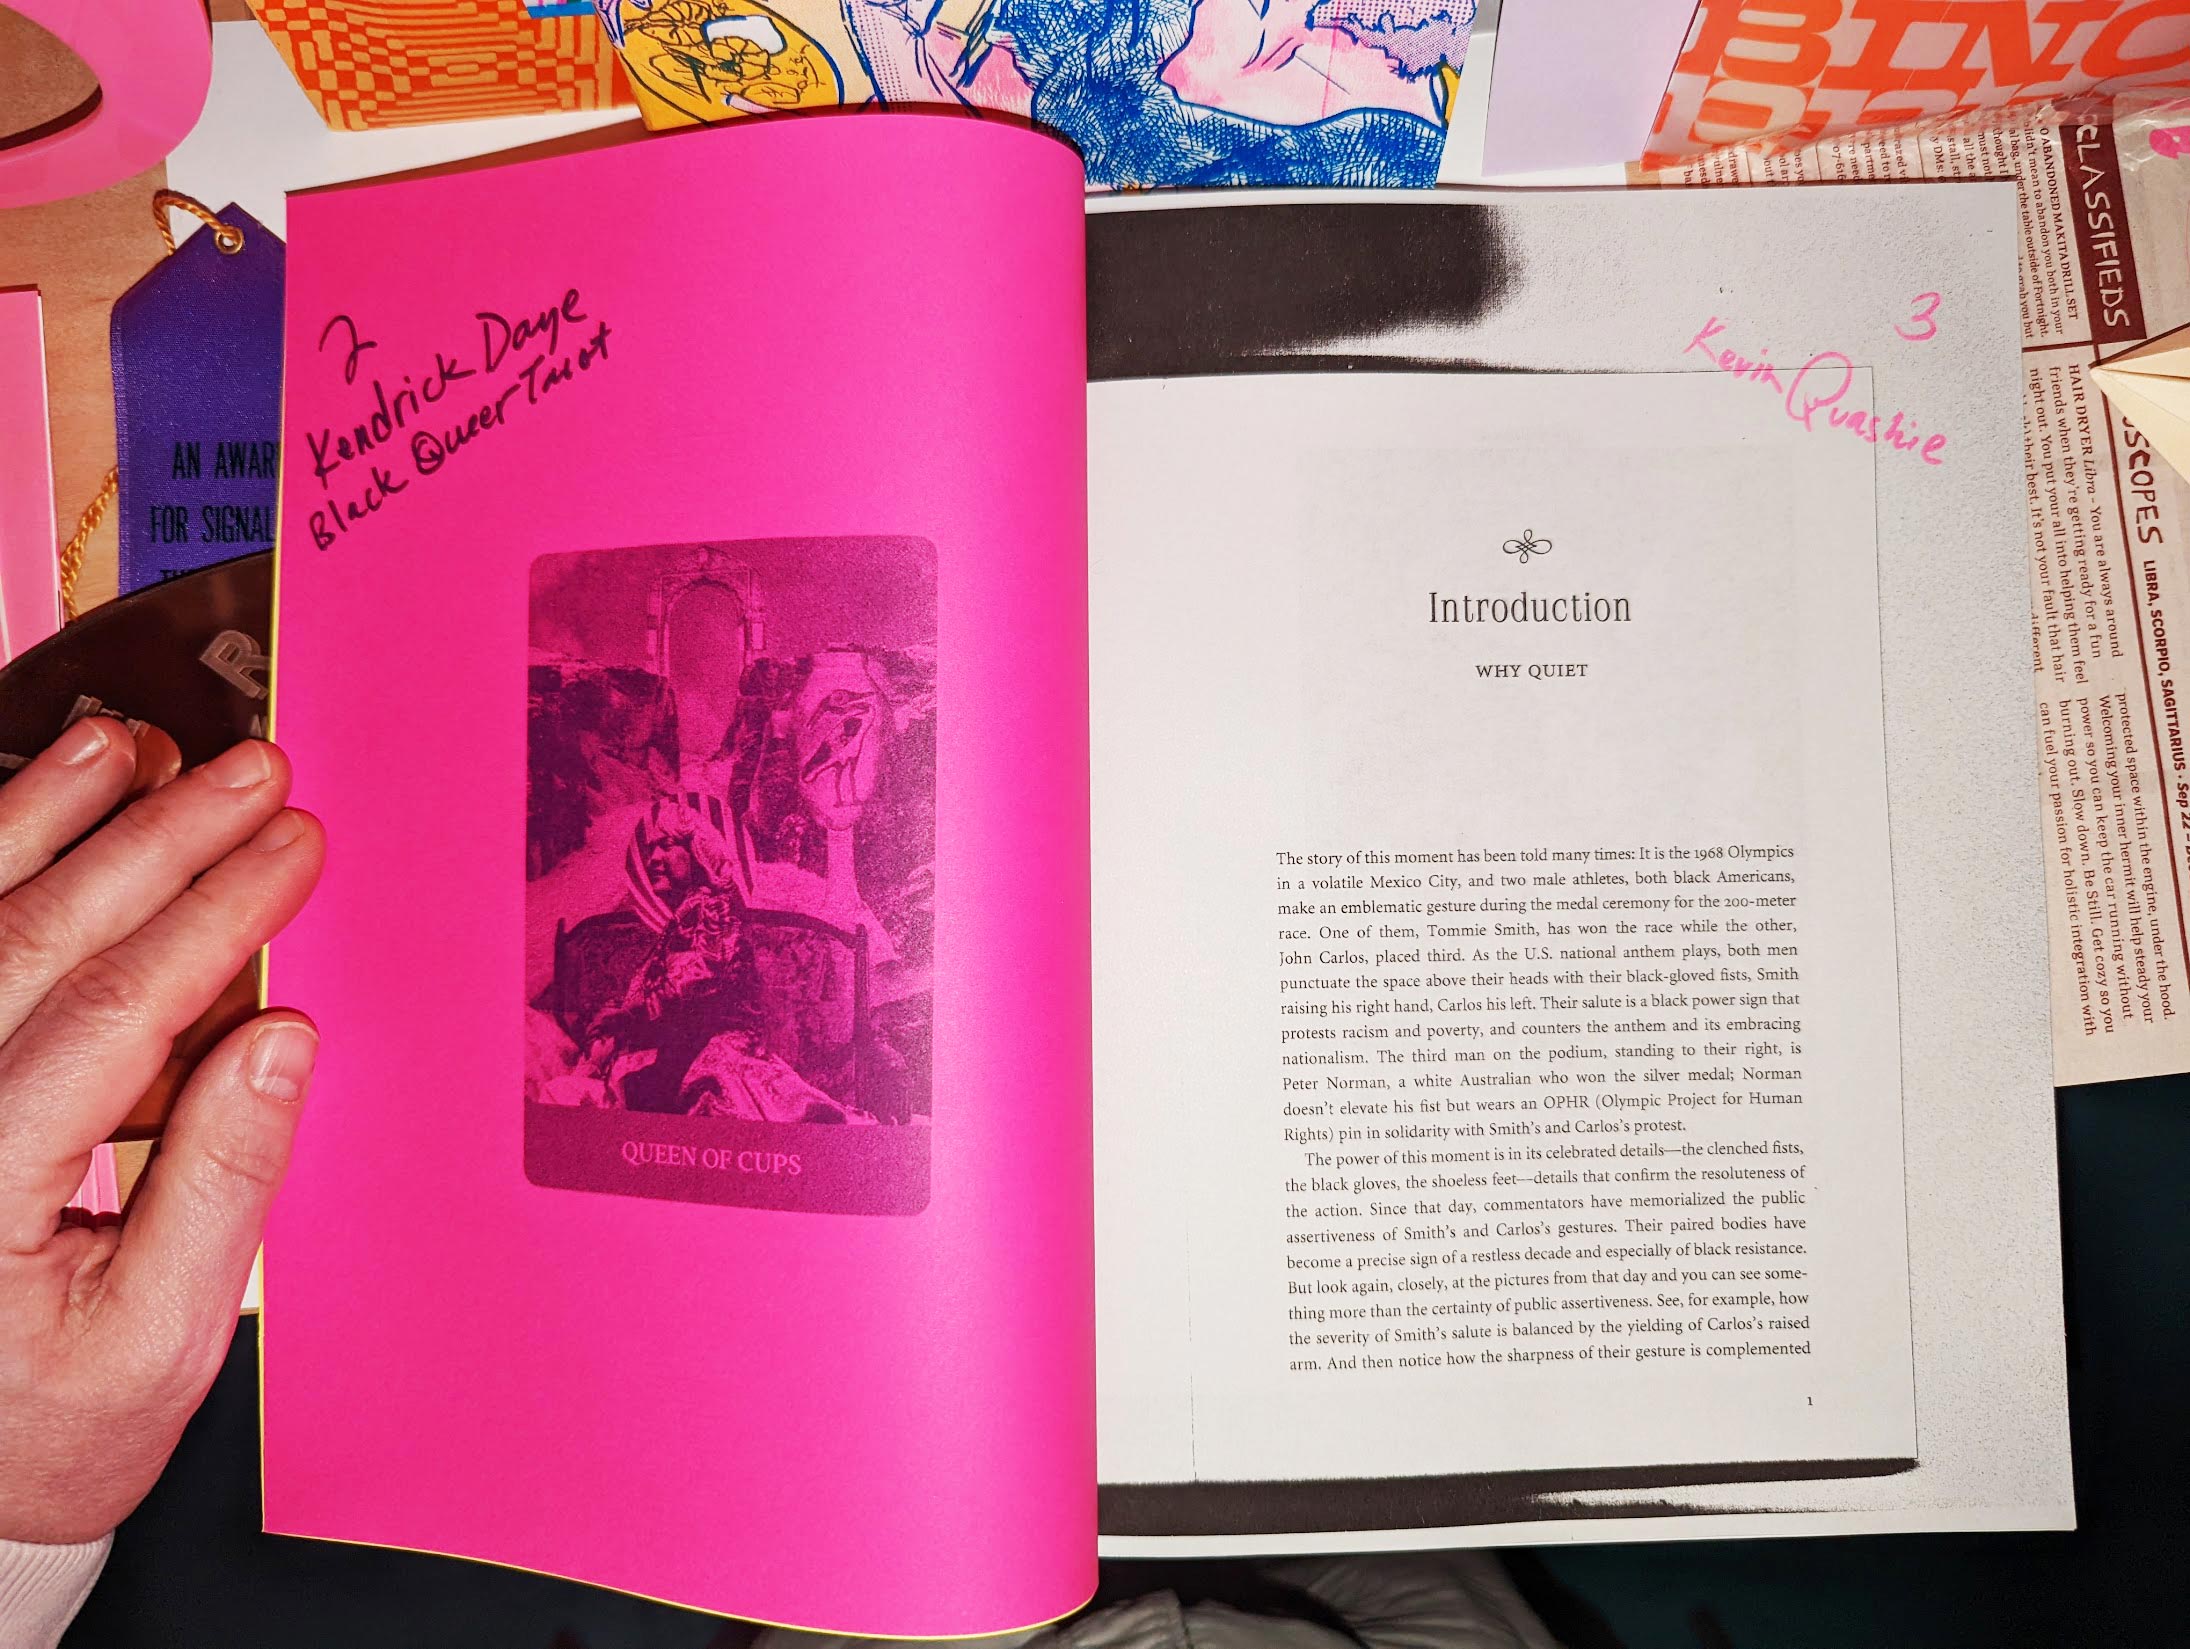 BINGO
AN AWAR
FOR SIGNAL
R
2
Kendrick Daye
Black Queer Tarot
QUEEN OF CUPS
3
Kevin Quashie
Introduction
WHY QUIET
The story of this moment has been told many times: It is the 1968 Olympics
in a volatile Mexico City, and two male athletes, both black Americans,
make an emblematic gesture during the medal ceremony for the 200-meter
race. One of them, Tommie Smith, has won the race while the other,
John Carlos, placed third. As the U.S. national anthem plays, both men
punctuate the space above their heads with their black-gloved fists, Smith
raising his right hand, Carlos his left. Their salute is a black power sign that
protests racism and poverty, and counters the anthem and its embracing
nationalism. The third man on the podium, standing to their right, is
Peter Norman, a white Australian who won the silver medal; Norman
doesn't elevate his fist but wears an OPHR (Olympic Project for Human
Rights) pin in solidarity with Smith's and Carlos's protest.
The power of this moment is in its celebrated details—the clenched fists,
the black gloves, the shoeless feet—details that confirm the resoluteness of
the action. Since that day, commentators have memorialized the public
assertiveness of Smith's and Carlos's gestures. Their paired bodies have
become a precise sign of a restless decade and especially of black resistance.
But look again, closely, at the pictures from that day and you can see some-
thing more than the certainty of public assertiveness. See, for example, how
the severity of Smith's salute is balanced by the yielding of Carlos's raised
arm. And then notice how the sharpness of their gesture is complemented
1
CLASSIFIEDS
O ABANDONED MAKITA DRILL SET
didn't mean to abandon you both in your
bag, under the table outside of Fortnight.
HAIR DRYER Libra - You are always around
friends when they're getting ready for a fun
night out. You put your all into helping them feel
their best. It's not your fault that hair
different
SCOPES LIBRA, SCORPIO, SAGITTARIUS · Sep 22 -
protected space within the engine, under the hood.
Welcoming your inner hermit will help steady your
power so you can keep the car running without
burning out. Slow down. Be Still. Get cozy so you
can fuel your passion for holistic integration with